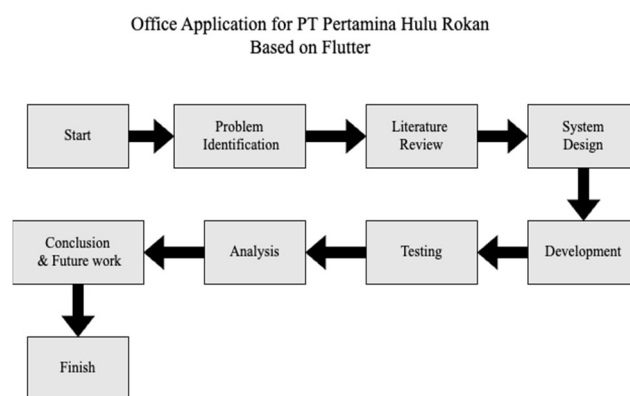 Office Application for PT Pertamina Hulu Rokan
Based on Flutter
Start
Problem
Identification
Literature
Review
System
Design
Development
Testing
Analysis
Conclusion
& Future work
Finish